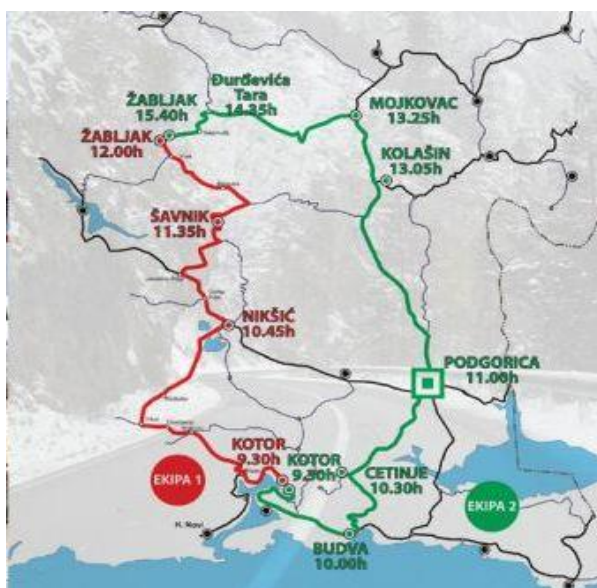 Đurđevića
Tara
14.35h
ŽABLJAK
15.40h
MOJKOVAC
13.25h
ŽABLJAK
12.00h
KOLAŠIN
13.05h
ŠAVNIK
11.35h
NIKŠIĆ
10.45h
PODGORICA
11.00h
KOTOR
9.30h
KOTOR
9.30h
EKIPA 1
CETINJE
10.30h
EKIPA 2
H. Novi
BUDVA
10.00h